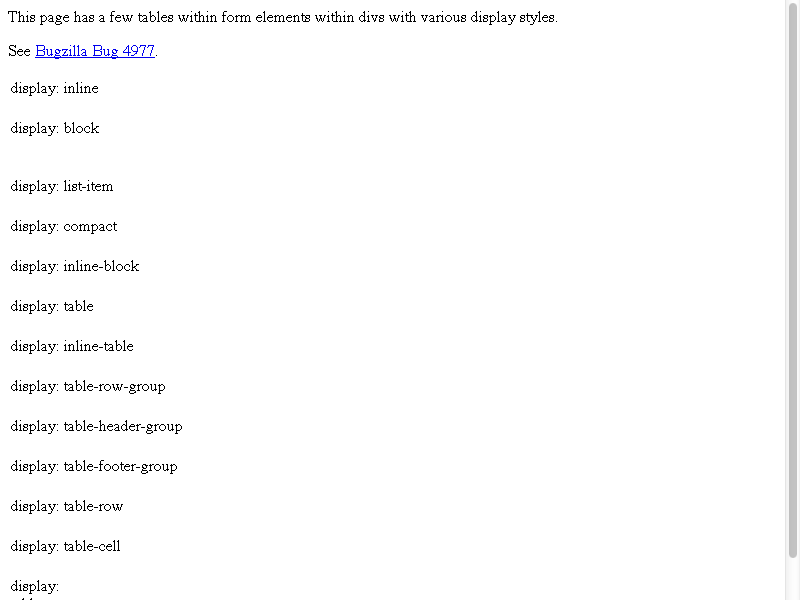 This page has a few tables within form elements within divs with various display styles.
See Bugzilla Bug 4977.
display: inline
display: block
display: list-item
display: compact
display: inline-block
display: table
display: inline-table
display: table-row-group
display: table-header-group
display: table-footer-group
display: table-row
display: table-cell
display: